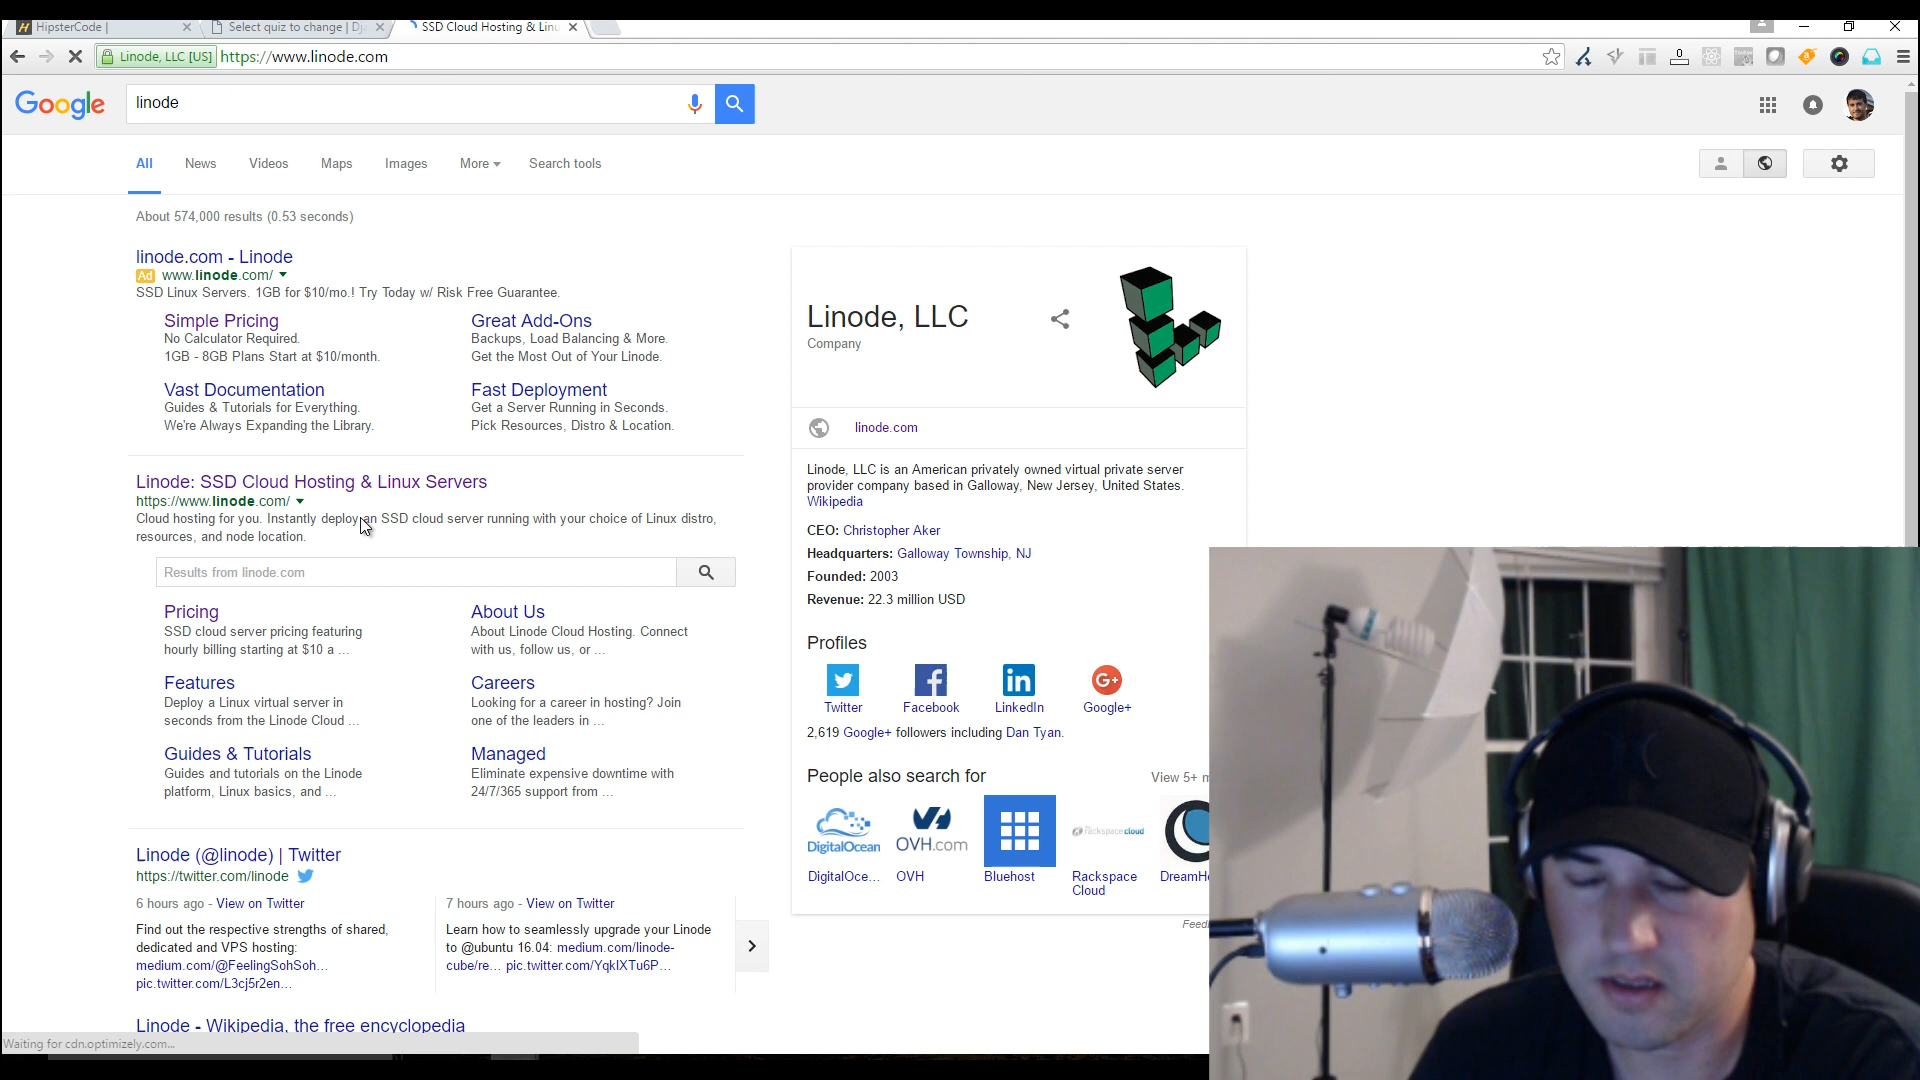 HipsterCode |
Select quiz to change | Dj
SSD Cloud Hosting & Lin
Linode, LLC [US] https://www.linode.com
Google
linode
All
News
Videos
Maps
Images
More
Search tools
About 574,000 results (0.53 seconds)
linode.com - Linode
Ad www.linode.com/
SSD Linux Servers. 1GB for $10/mo.! Try Today w/ Risk Free Guarantee.
Simple Pricing
No Calculator Required.
1GB - 8GB Plans Start at $10/month.
Great Add-Ons
Backups, Load Balancing & More.
Get the Most Out of Your Linode.
Vast Documentation
Guides & Tutorials for Everything.
We're Always Expanding the Library.
Fast Deployment
Get a Server Running in Seconds.
Pick Resources, Distro & Location.
Linode: SSD Cloud Hosting & Linux Servers
https://www.linode.com/
Cloud hosting for you. Instantly deploy an SSD cloud server running with your choice of Linux distro,
resources, and node location.
Results from linode.com
Pricing
SSD cloud server pricing featuring
hourly billing starting at $10 a ...
About Us
About Linode Cloud Hosting. Connect
with us, follow us, or ...
Features
Deploy a Linux virtual server in
seconds from the Linode Cloud ...
Careers
Looking for a career in hosting? Join
one of the leaders in ...
Guides & Tutorials
Guides and tutorials on the Linode
platform, Linux basics, and ...
Managed
Eliminate expensive downtime with
24/7/365 support from ...
Linode (@linode) | Twitter
https://twitter.com/linode
6 hours ago - View on Twitter
Find out the respective strengths of shared,
dedicated and VPS hosting:
medium.com/@FeelingSohSoh...
pic.twitter.com/L3cj5r2en...
7 hours ago - View on Twitter
Learn how to seamlessly upgrade your Linode
to @ubuntu 16.04: medium.com/linode-
cube/re... pic.twitter.com/YqkIXTu6P...
Linode - Wikipedia, the free encyclopedia
Waiting for cdn.optimizely.com...
Linode, LLC
Company
linode.com
Linode, LLC is an American privately owned virtual private server
provider company based in Galloway, New Jersey, United States.
Wikipedia
CEO: Christopher Aker
Headquarters: Galloway Township, NJ
Founded: 2003
Revenue: 22.3 million USD
Profiles
Twitter
Facebook
LinkedIn
Google+
2,619 Google+ followers including Dan Tyan.
People also search for
View 5+ m
DigitalOcean
OVH.com
rackspacecloud
DigitalOce...
OVH
Bluehost
Rackspace
Cloud
DreamH
Feed